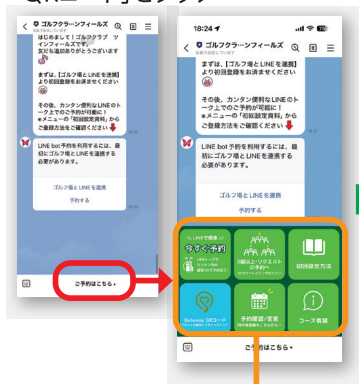 ゴルフクラ…ンフィールズ
はじめまして！ゴルフクラブ ツ
インフィールズです。
友だち追加ありがとうございます
まずは、【ゴルフ場とLINEを連携】
より初回登録をお済ませください
その後、カンタン便利なLINEのト
ーク上でのご予約が可能に！
※メニューの「初回設定資料」から
ご登録方法をご確認ください
LINE bot予約を利用するには、最
初にゴルフ場とLINEを連携する
必要があります。
ゴルフ場とLINEを連携
予約する
ご予約はこちら▾
18:24
ゴルフクラ…ンフィールズ
まずは、【ゴルフ場とLINEを連携】
より初回登録をお済ませください
その後、カンタン便利なLINEのト
ーク上でのご予約が可能に！
※メニューの「初回設定資料」から
ご登録方法をご確認ください
LINE bot予約を利用するには、最
初にゴルフ場とLINEを連携する
必要があります。
ゴルフ場とLINEを連携
予約する
LINEで簡単
今すぐ予約
初回設定方法
予約確認/変更
コース情報
ご予約はこちら▾